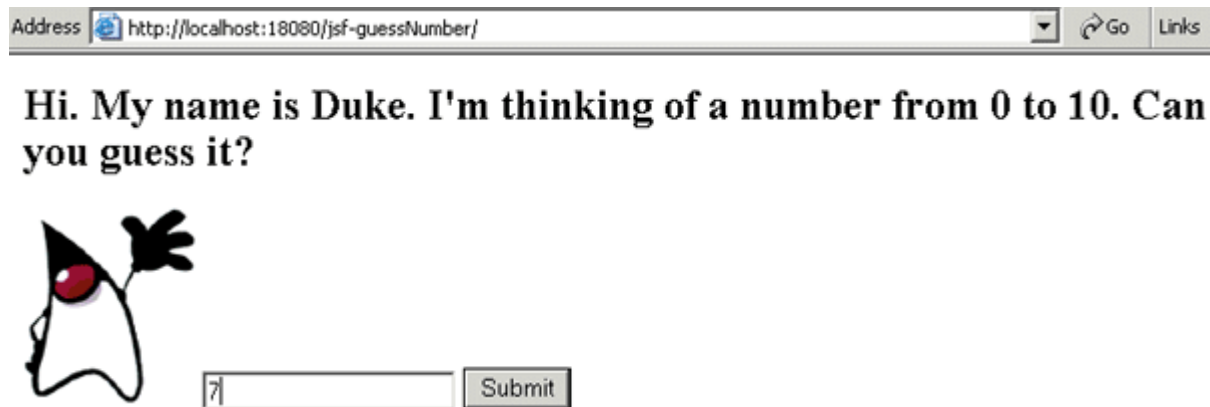 Address http://localhost:18080/jsf-guessNumber/ Go Links
Hi. My name is Duke. I'm thinking of a number from 0 to 10. Can
you guess it?
7 Submit